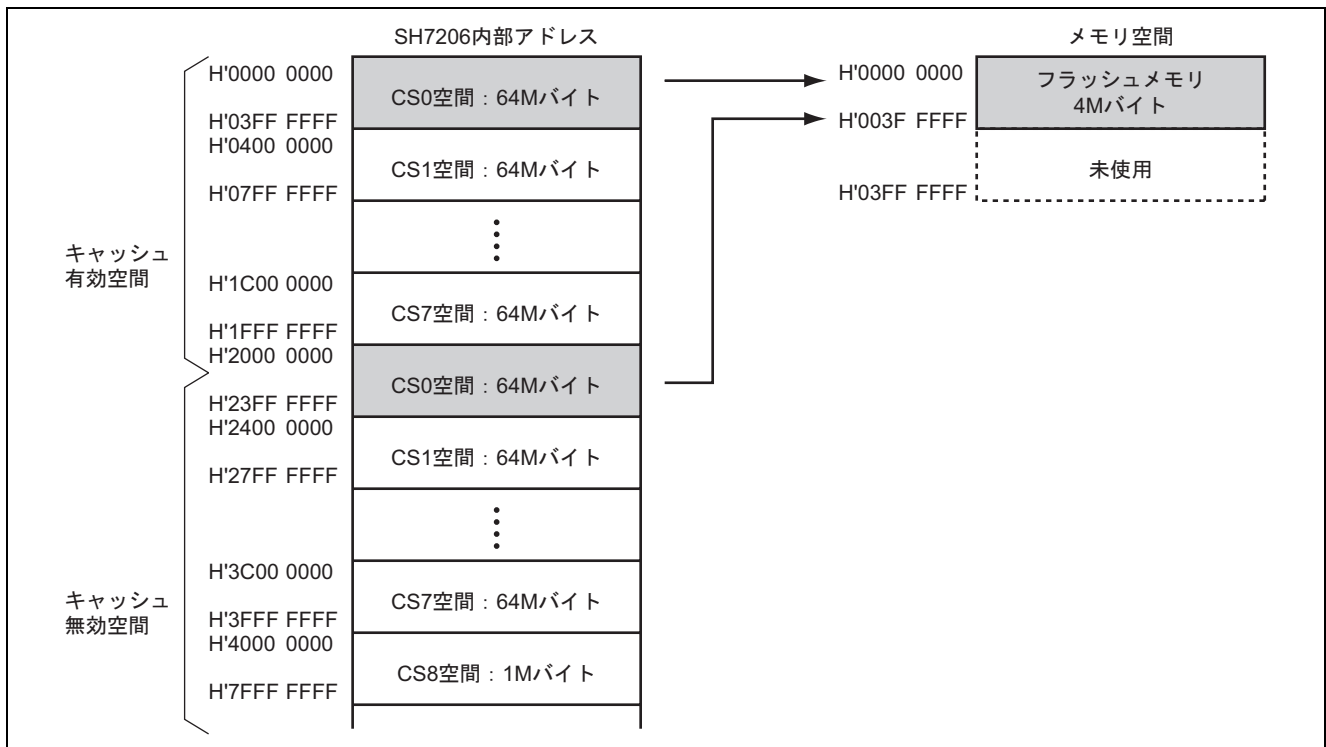 SH7206内部アドレス
メモリ空間
キャッシュ
有効空間
H'0000 0000
CS0空間：64Mバイト
H'03FF FFFF
H'0400 0000
CS1空間：64Mバイト
H'07FF FFFF
H'1C00 0000
CS7空間：64Mバイト
H'1FFF FFFF
キャッシュ
無効空間
H'2000 0000
CS0空間：64Mバイト
H'23FF FFFF
H'2400 0000
CS1空間：64Mバイト
H'27FF FFFF
H'3C00 0000
CS7空間：64Mバイト
H'3FFF FFFF
H'4000 0000
CS8空間：1Mバイト
H'7FFF FFFF
H'0000 0000
フラッシュメモリ
4Mバイト
H'003F FFFF
未使用
H'03FF FFFF